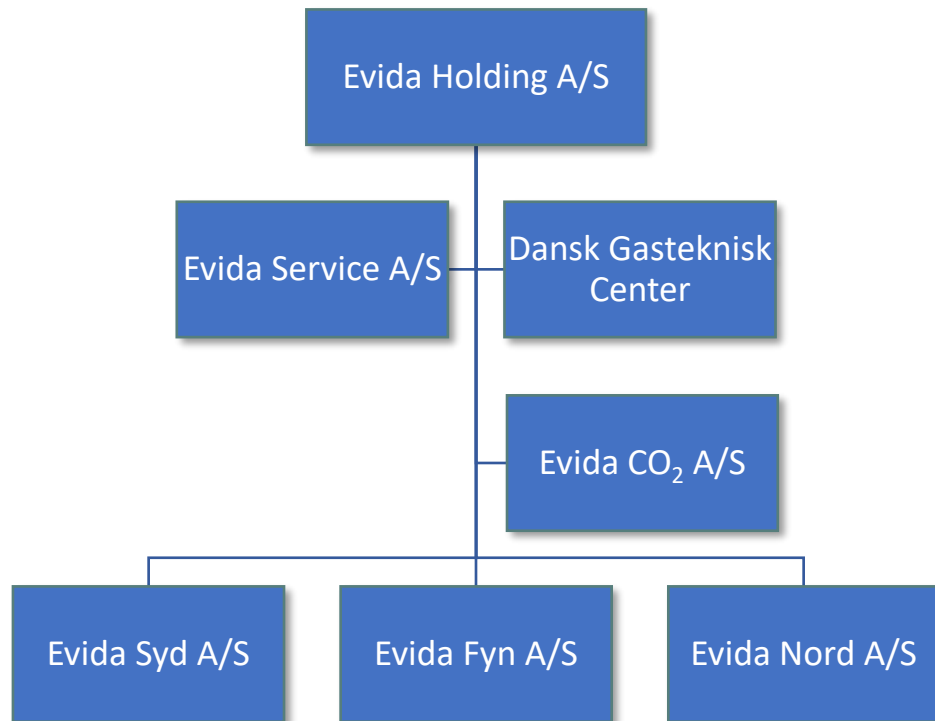 Evida Holding A/S
Evida Service A/S
Dansk Gasteknisk
Center
Evida CO₂ A/S
Evida Syd A/S
Evida Fyn A/S
Evida Nord A/S